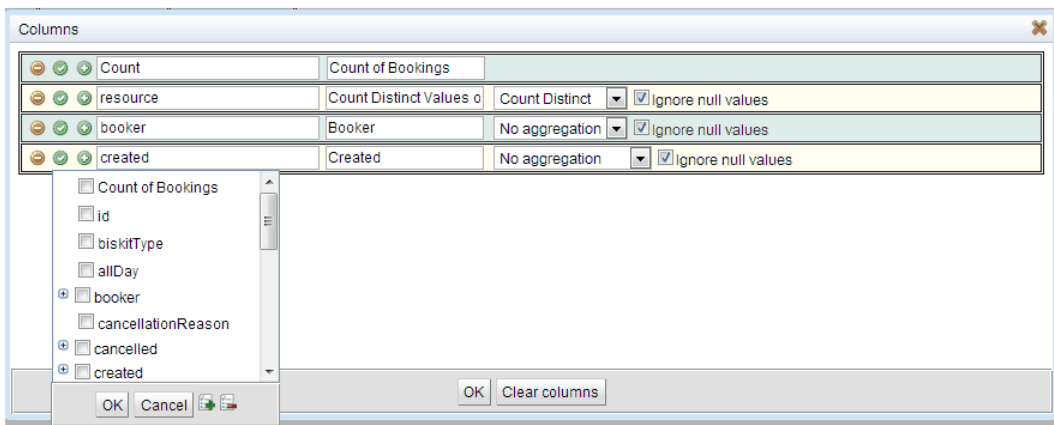 Columns
Count Count of Bookings
resource Count Distinct Values o Count Distinct Ignore null values
booker Booker No aggregation Ignore null values
created Created No aggregation Ignore null values
Count of Bookings
id
biskitType
allDay
booker
cancellationReason
cancelled
created
OK Cancel
OK Clear columns